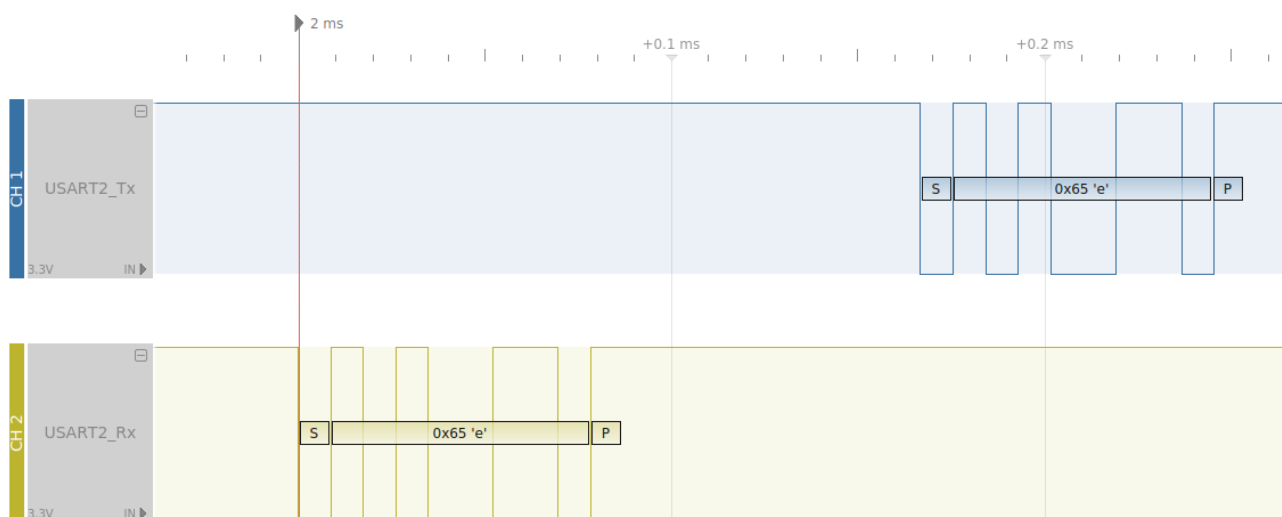 2 ms
+0.1 ms
+0.2 ms
CH 1
USART2_Tx
3.3V
IN
S
0x65 'e'
P
CH 2
USART2_Rx
3.3V
IN
S
0x65 'e'
P